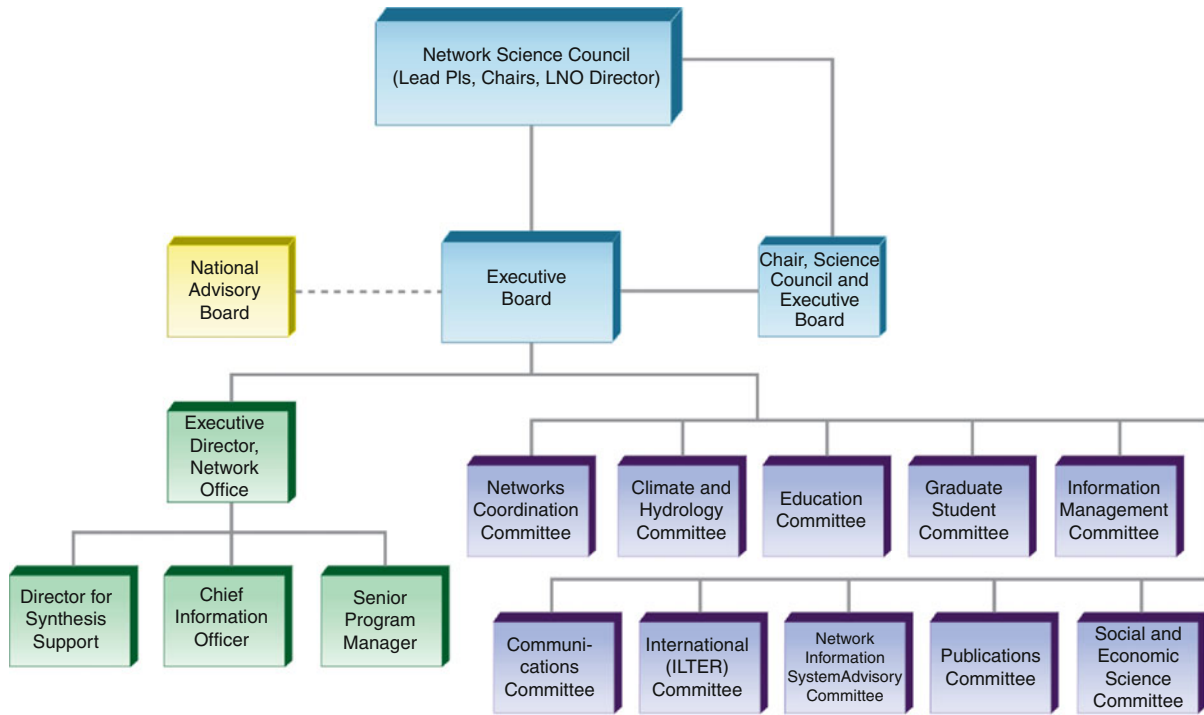 Network Science Council
(Lead PIs, Chairs, LNO Director)
National
Advisory
Board
Executive
Board
Chair, Science
Council and
Executive
Board
Executive
Director,
Network
Office
Networks
Coordination
Committee
Climate and
Hydrology
Committee
Education
Committee
Graduate
Student
Committee
Information
Management
Committee
Director for
Synthesis
Support
Chief
Information
Officer
Senior
Program
Manager
Communi-
cations
Committee
International
(ILTER)
Committee
Network
Information
SystemAdvisory
Committee
Publications
Committee
Social and
Economic
Science
Committee